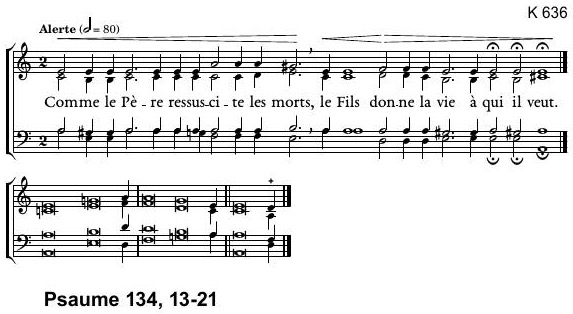 K 636
Alerte (𝅗𝅥 = 80)
Comme le Pè - re ressus-ci - te les morts, le Fils don-ne la vie à qui il veut.
Psaume 134, 13-21